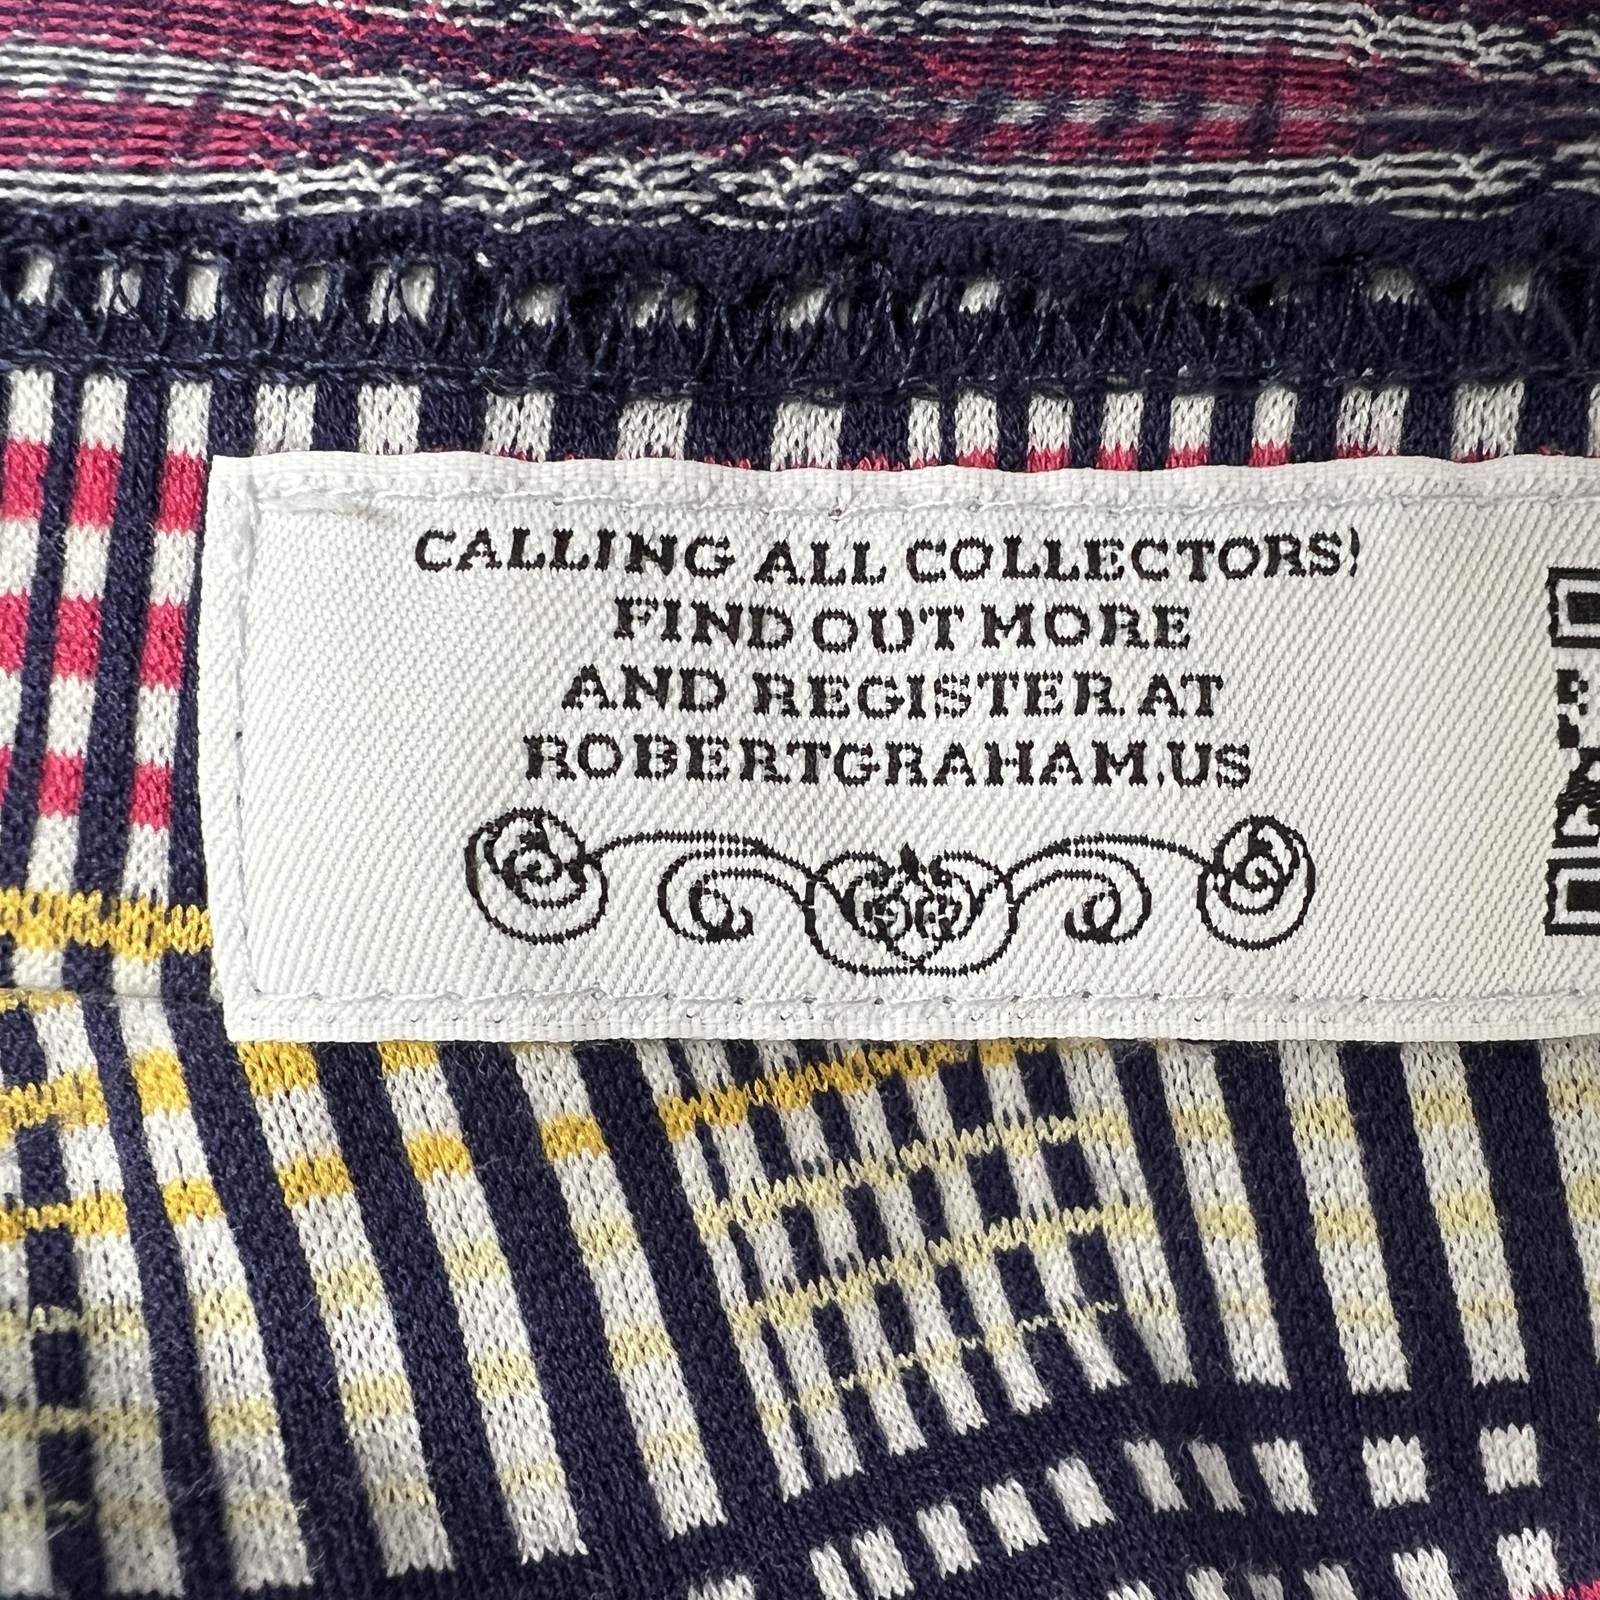 CALLING ALL COLLECTORS!
FIND OUT MORE
AND REGISTER AT
ROBERTGRAHAM.US